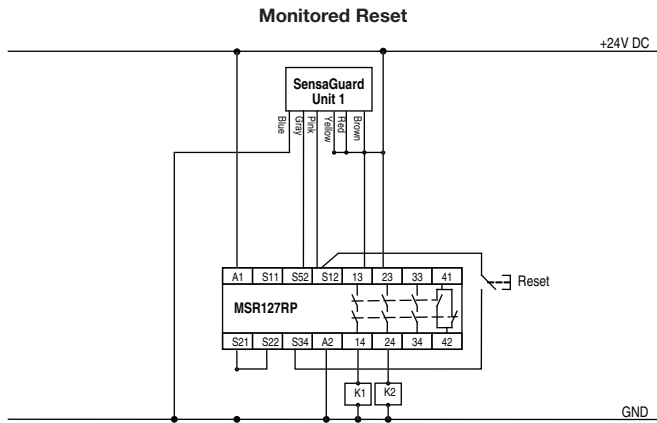 Monitored Reset
+24V DC
SensaGuard
Unit 1
Blue
Gray
Pink
Yellow
Red
Brown
A1 S11 S52 S12 13 23 33 41
Reset
MSR127RP
S21 S22 S34 A2 14 24 34 42
K1 K2
GND